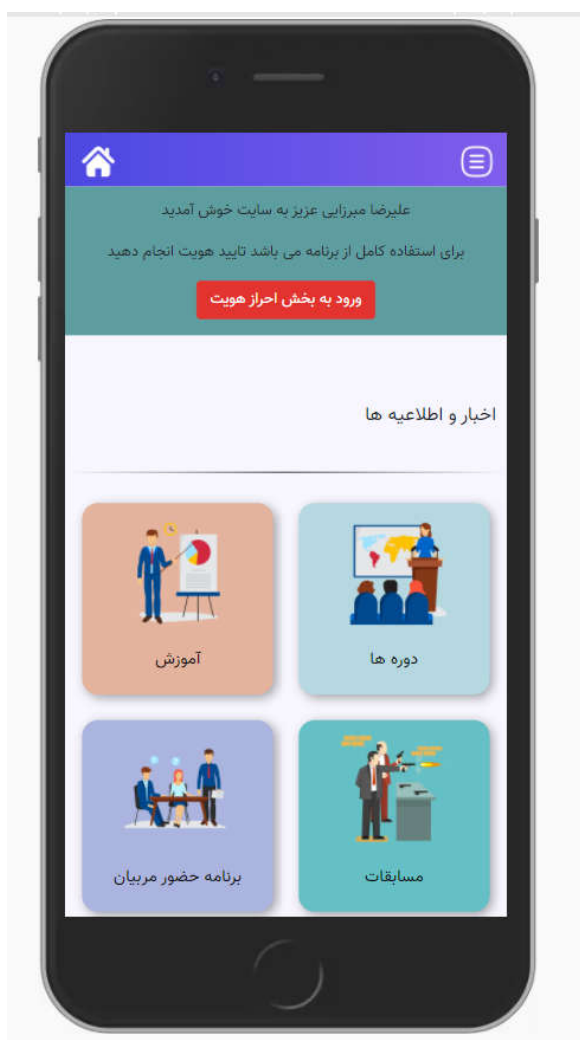 علیرضا میرزایی عزیز به سایت خوش آمدید
برای استفاده کامل از برنامه می باشد تایید هویت انجام دهید
ورود به بخش احراز هویت
اخبار و اطلاعیه ها
دوره ها
آموزش
مسابقات
برنامه حضور مربیان